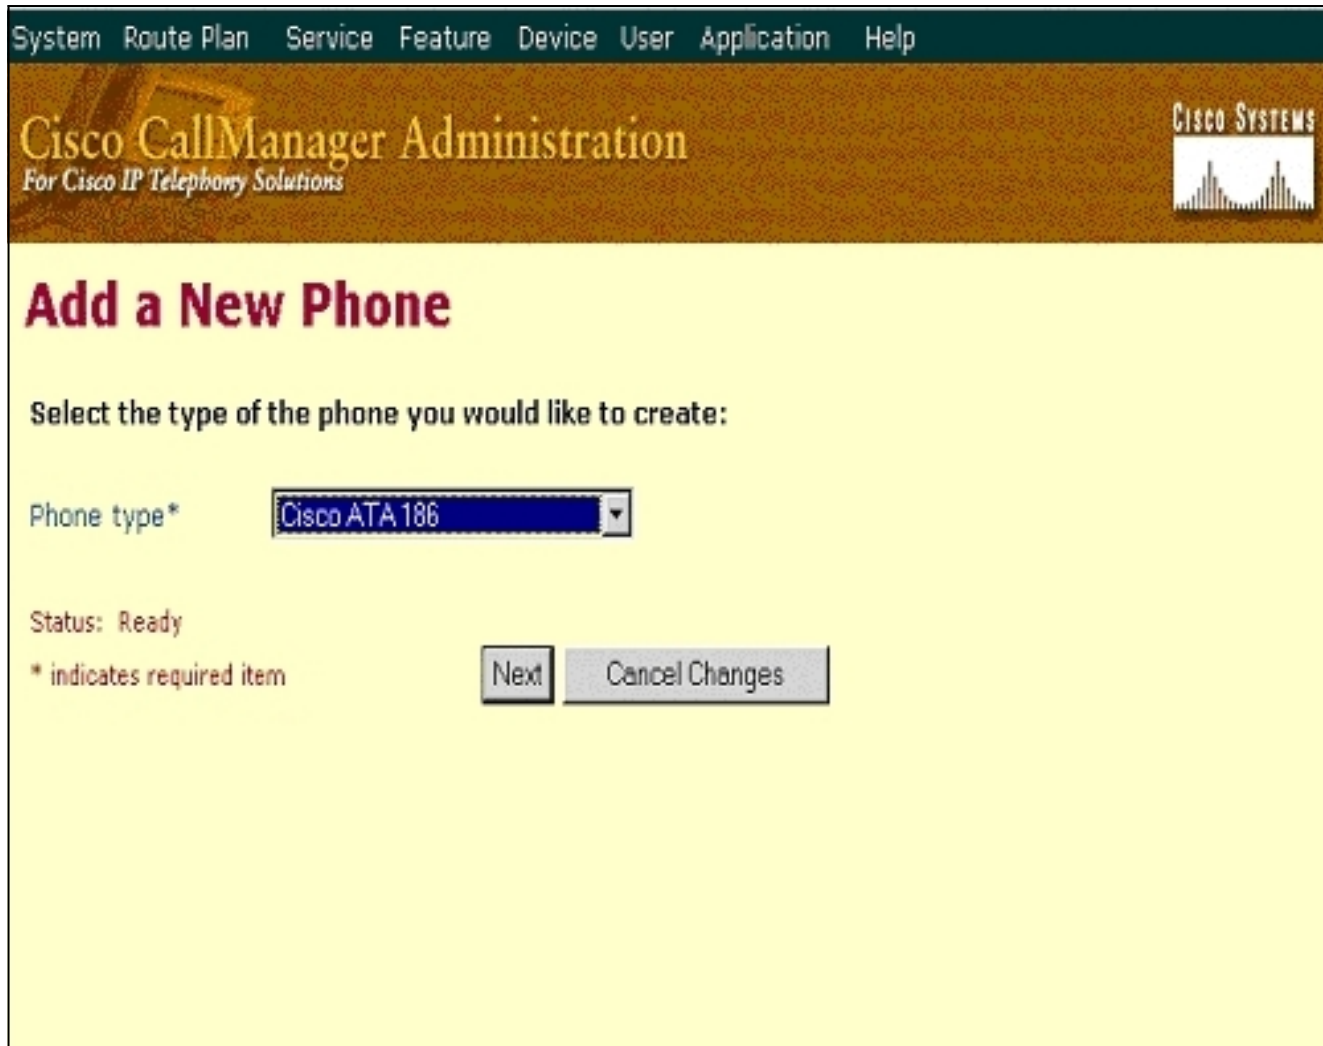 System Route Plan Service Feature Device User Application Help
Cisco CallManager Administration
For Cisco IP Telephony Solutions
CISCO SYSTEMS
Add a New Phone
Select the type of the phone you would like to create:
Phone type* Cisco ATA 186
Status: Ready
* indicates required item Next Cancel Changes